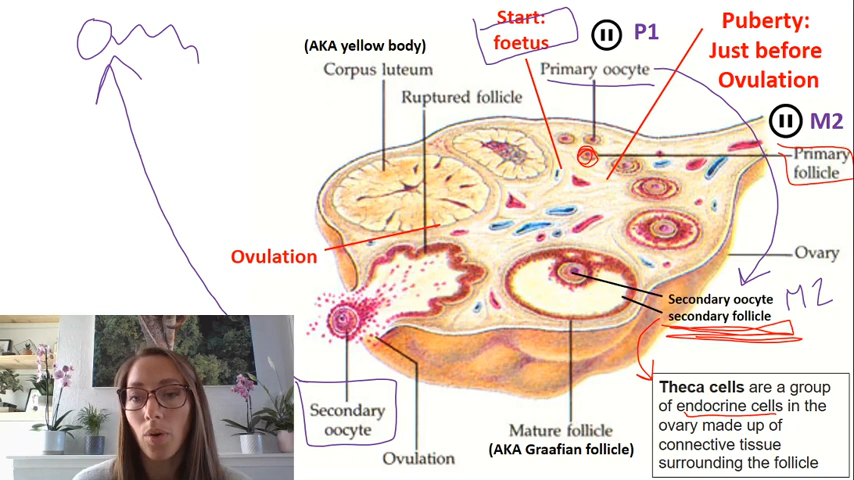 Start:
foetus
P1
Puberty:
Just before
Ovulation
(AKA yellow body)
Corpus luteum
Primary oocyte
Ruptured follicle
M2
Primary
follicle
Ovulation
Ovary
Secondary oocyte
secondary follicle
M2
Secondary
oocyte
Ovulation
Mature follicle
(AKA Graafian follicle)
Theca cells are a group
of endocrine cells in the
ovary made up of
connective tissue
surrounding the follicle